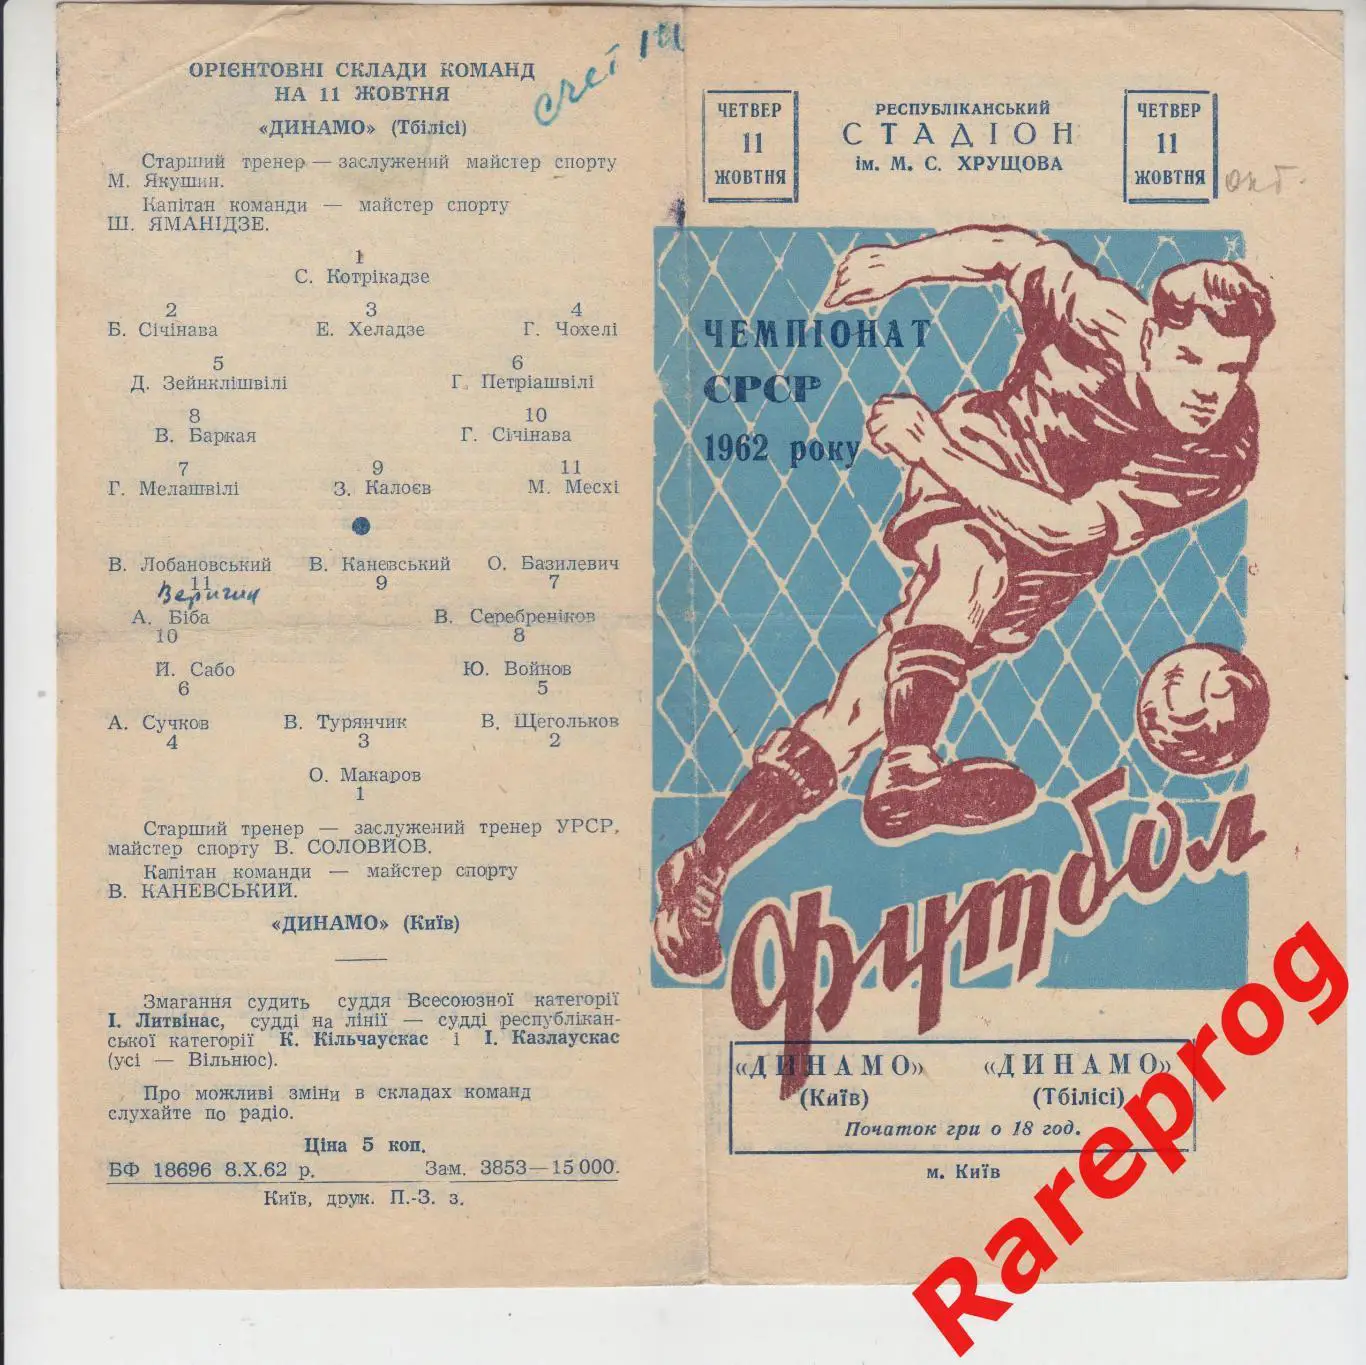 ОРІЄНТОВНІ СКЛАДИ КОМАНД
НА 11 ЖОВТНЯ
счет 1:1
«ДИНАМО» (Тбілісі)
Старший тренер — заслужений майстер спорту
М. Якушин.
Капітан команди — майстер спорту
Ш. ЯМАНІДЗЕ.
1
С. Котрікадзе
2 3 4
Б. Січінава Е. Хеладзе Г. Чохелі
5 6
Д. Зейнклішвілі Г. Петріашвілі
8 10
В. Баркая Г. Січінава
7 9 11
Г. Мелашвілі З. Калоєв М. Месхі
В. Лобановський В. Каневський О. Базилевич
11 9 7
Веригин
А. Біба В. Серебреніков
10 8
Й. Сабо Ю. Войнов
6 5
А. Сучков В. Турянчик В. Щегольков
4 3 2
О. Макаров
1
Старший тренер — заслужений тренер УРСР,
майстер спорту В. СОЛОВЙОВ.
Капітан команди — майстер спорту
В. КАНЕВСЬКИЙ.
«ДИНАМО» (Київ)
Змагання судить суддя Всесоюзної категорії
І. Литвінас, судді на лінії — судді республікан-
ської категорії К. Кільчаускас і І. Казлаускас
(усі — Вільнюс).
Про можливі зміни в складах команд
слухайте по радіо.
Ціна 5 коп.
БФ 18696 8.X.62 р. Зам. 3853—15 000.
Київ, друк. П.-З. з.
ЧЕТВЕР
11
ЖОВТНЯ
РЕСПУБЛІКАНСЬКИЙ
СТАДІОН
ім. М. С. ХРУЩОВА
ЧЕТВЕР
11
ЖОВТНЯ
окт.
ЧЕМПІОНАТ
СРСР
1962 року
Футбол
«ДИНАМО» «ДИНАМО»
(Київ) (Тбілісі)
Початок гри о 18 год.
м. Київ
Rareprog